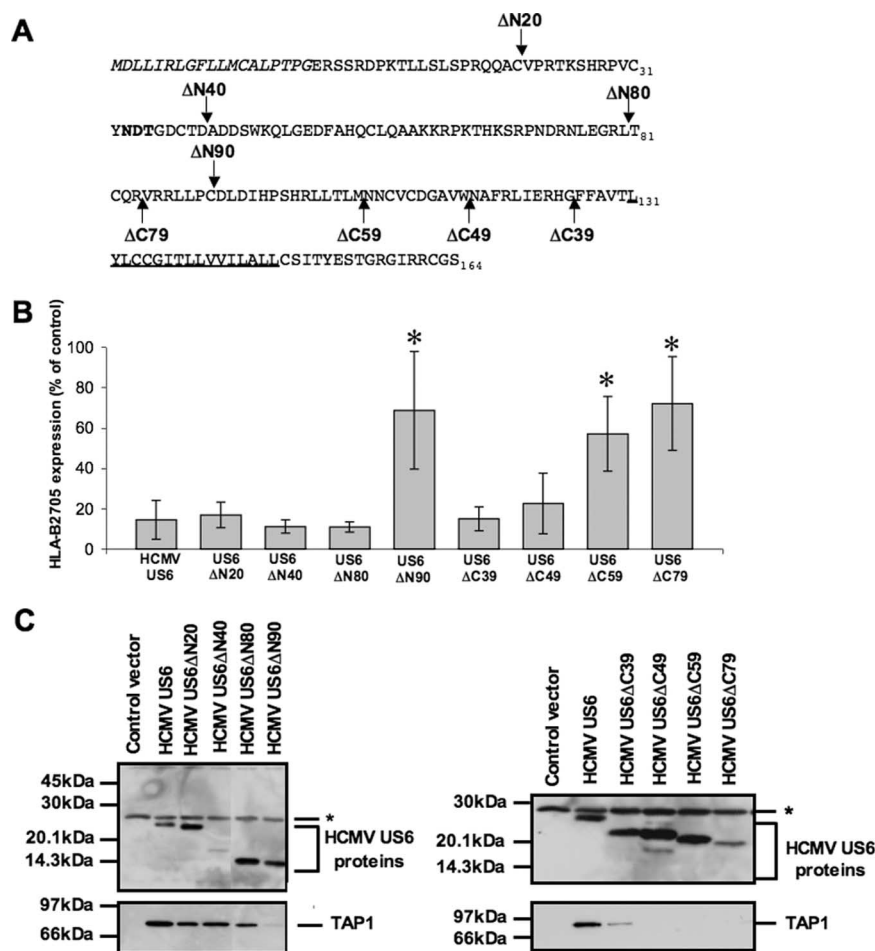 A
ΔN20
MDLLIRLGFLLMCALPTPGERSSRDPKTLLSLSPRQQACVPRTKSHRPVC31
ΔN40 ΔN80
YNDTGDCTDADDSWKQLGEDFAHQCLQAAKKRPKTHKSRPNDRNLEGRLT81
ΔN90
CQRVRRLLPCDLDIHPSHRLLTLMNNCVCDGAVWNAFRLIERHGFFAVTL131
ΔC79 ΔC59 ΔC49 ΔC39
YLCCGITLLVVILALLCSITYESTGRGIRRCGS164
B
HLA-B2705 expression (% of control)
100
80
60
40
20
0
* * *
HCMV US6 US6 US6 US6 US6 US6 US6 US6
US6 ΔN20 ΔN40 ΔN80 ΔN90 ΔC39 ΔC49 ΔC59 ΔC79
C
Control vector
HCMV US6
HCMV US6ΔN20
HCMV US6ΔN40
HCMV US6ΔN80
HCMV US6ΔN90
45kDa
30kDa
20.1kDa
14.3kDa
*
HCMV US6
proteins
97kDa
66kDa
TAP1
Control vector
HCMV US6
HCMV US6ΔC39
HCMV US6ΔC49
HCMV US6ΔC59
HCMV US6ΔC79
30kDa
20.1kDa
14.3kDa
*
HCMV US6
proteins
97kDa
66kDa
TAP1